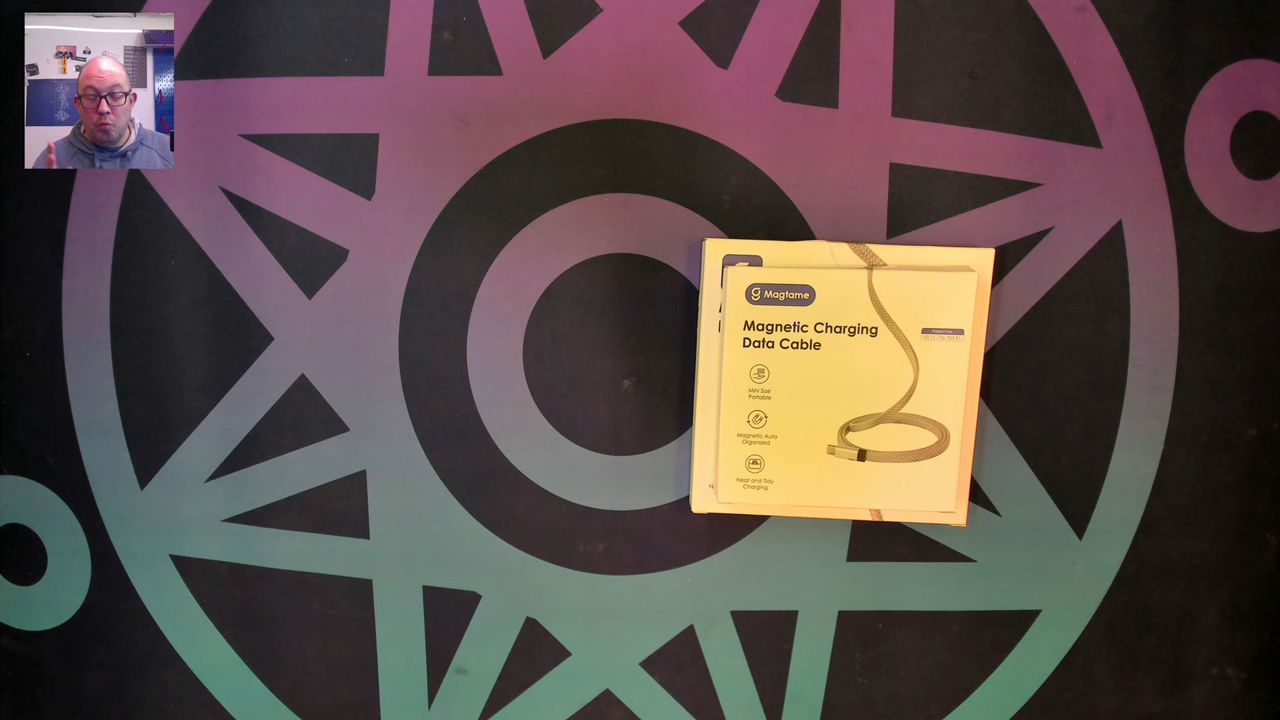 Magtame
Magnetic Charging
Data Cable
Mini Size
Portable
Magnetic Auto
Organized
Neat and Tidy
Charging